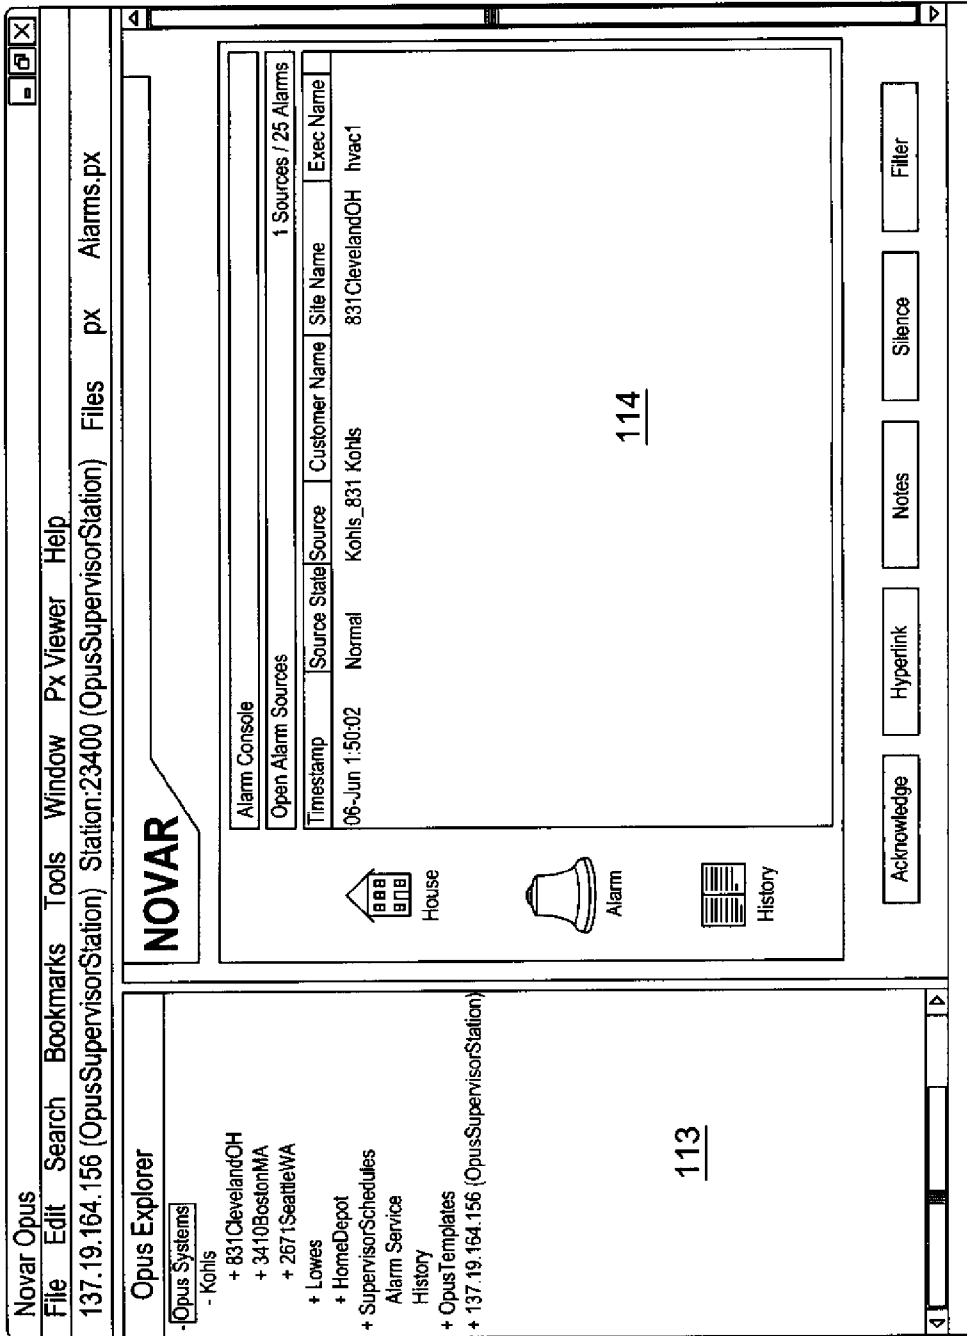 Novar Opus
File Edit Search Bookmarks Tools Window Px Viewer Help
137.19.164.156 (OpusSupervisorStation) Station:23400 (OpusSupervisorStation) Files px Alarms.px
Opus Explorer
- Opus Systems
- Kohls
+ 831ClevelandOH
+ 3410BostonMA
+ 2671SeattleWA
+ Lowes
+ HomeDepot
+ SupervisorSchedules
Alarm Service
History
+ OpusTemplates
+ 137.19.164.156 (OpusSupervisorStation)
113
NOVAR
House
Alarm
History
Alarm Console
Open Alarm Sources 1 Sources / 25 Alarms
Timestamp Source State Source Customer Name Site Name Exec Name
06-Jun 1:50:02 Normal Kohls_831 Kohls 831ClevelandOH hvac1
114
Acknowledge Hyperlink Notes Silence Filter